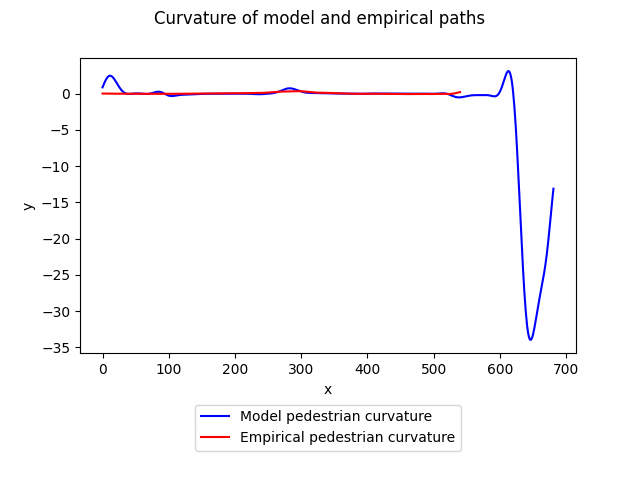 Curvature of model and empirical paths
y
0
−5
−10
−15
−20
−25
−30
−35
0 100 200 300 400 500 600 700
x
Model pedestrian curvature
Empirical pedestrian curvature